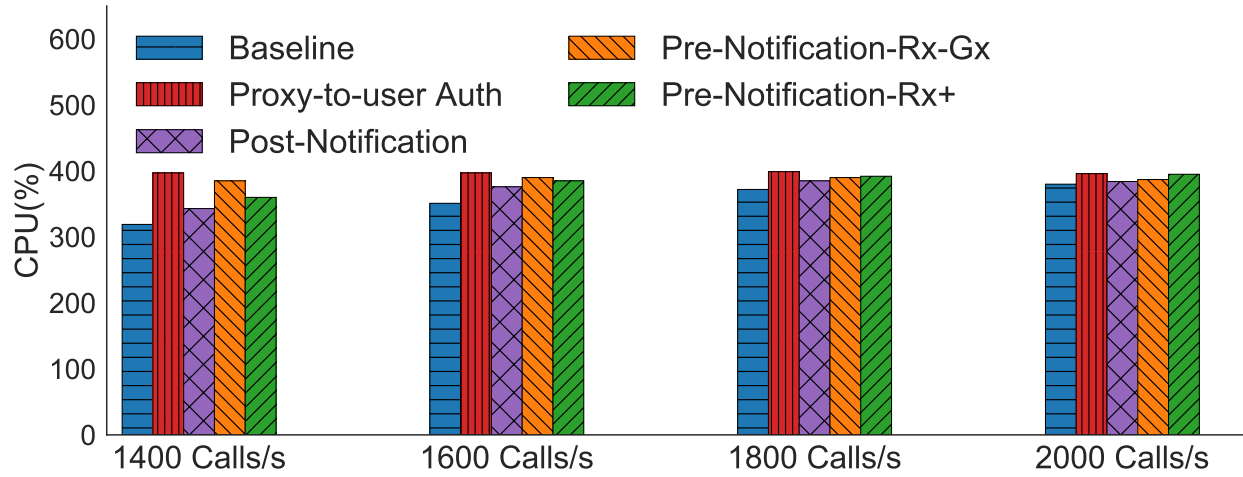 600
500
400
300
200
100
0
CPU(%)
Baseline
Proxy-to-user Auth
Post-Notification
Pre-Notification-Rx-Gx
Pre-Notification-Rx+
1400 Calls/s
1600 Calls/s
1800 Calls/s
2000 Calls/s